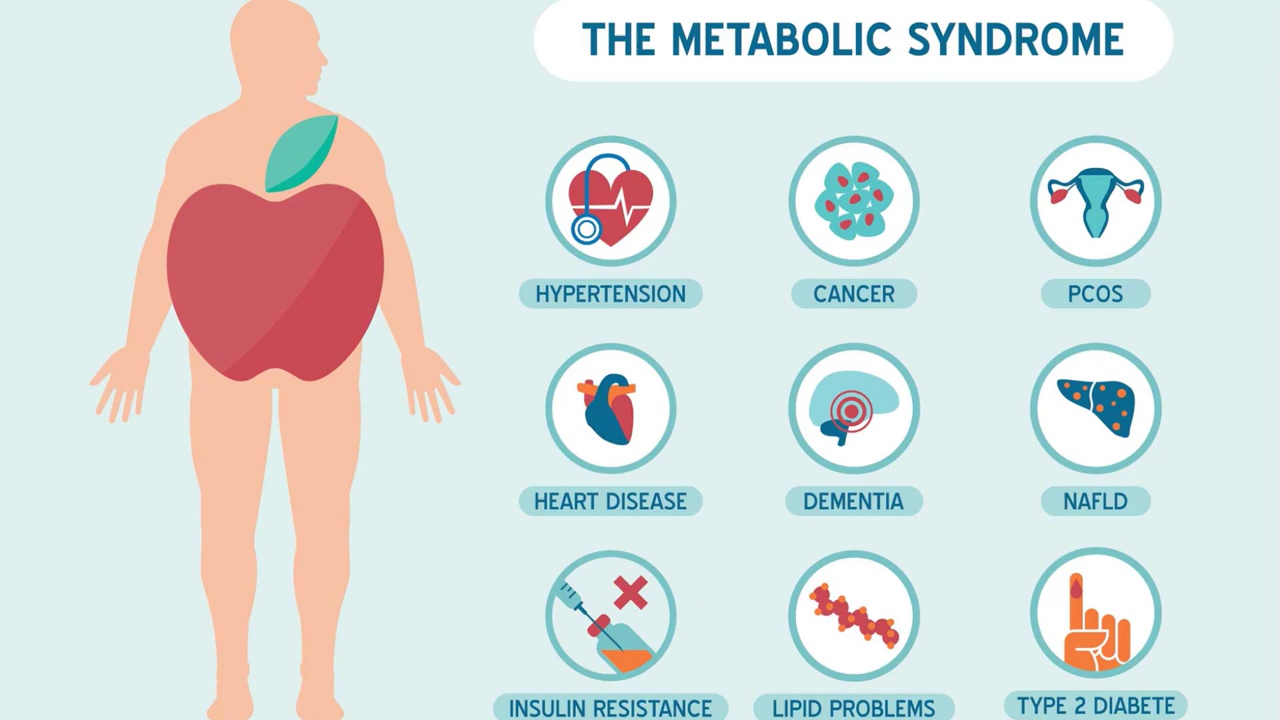 THE METABOLIC SYNDROME
HYPERTENSION
CANCER
PCOS
HEART DISEASE
DEMENTIA
NAFLD
INSULIN RESISTANCE
LIPID PROBLEMS
TYPE 2 DIABETE